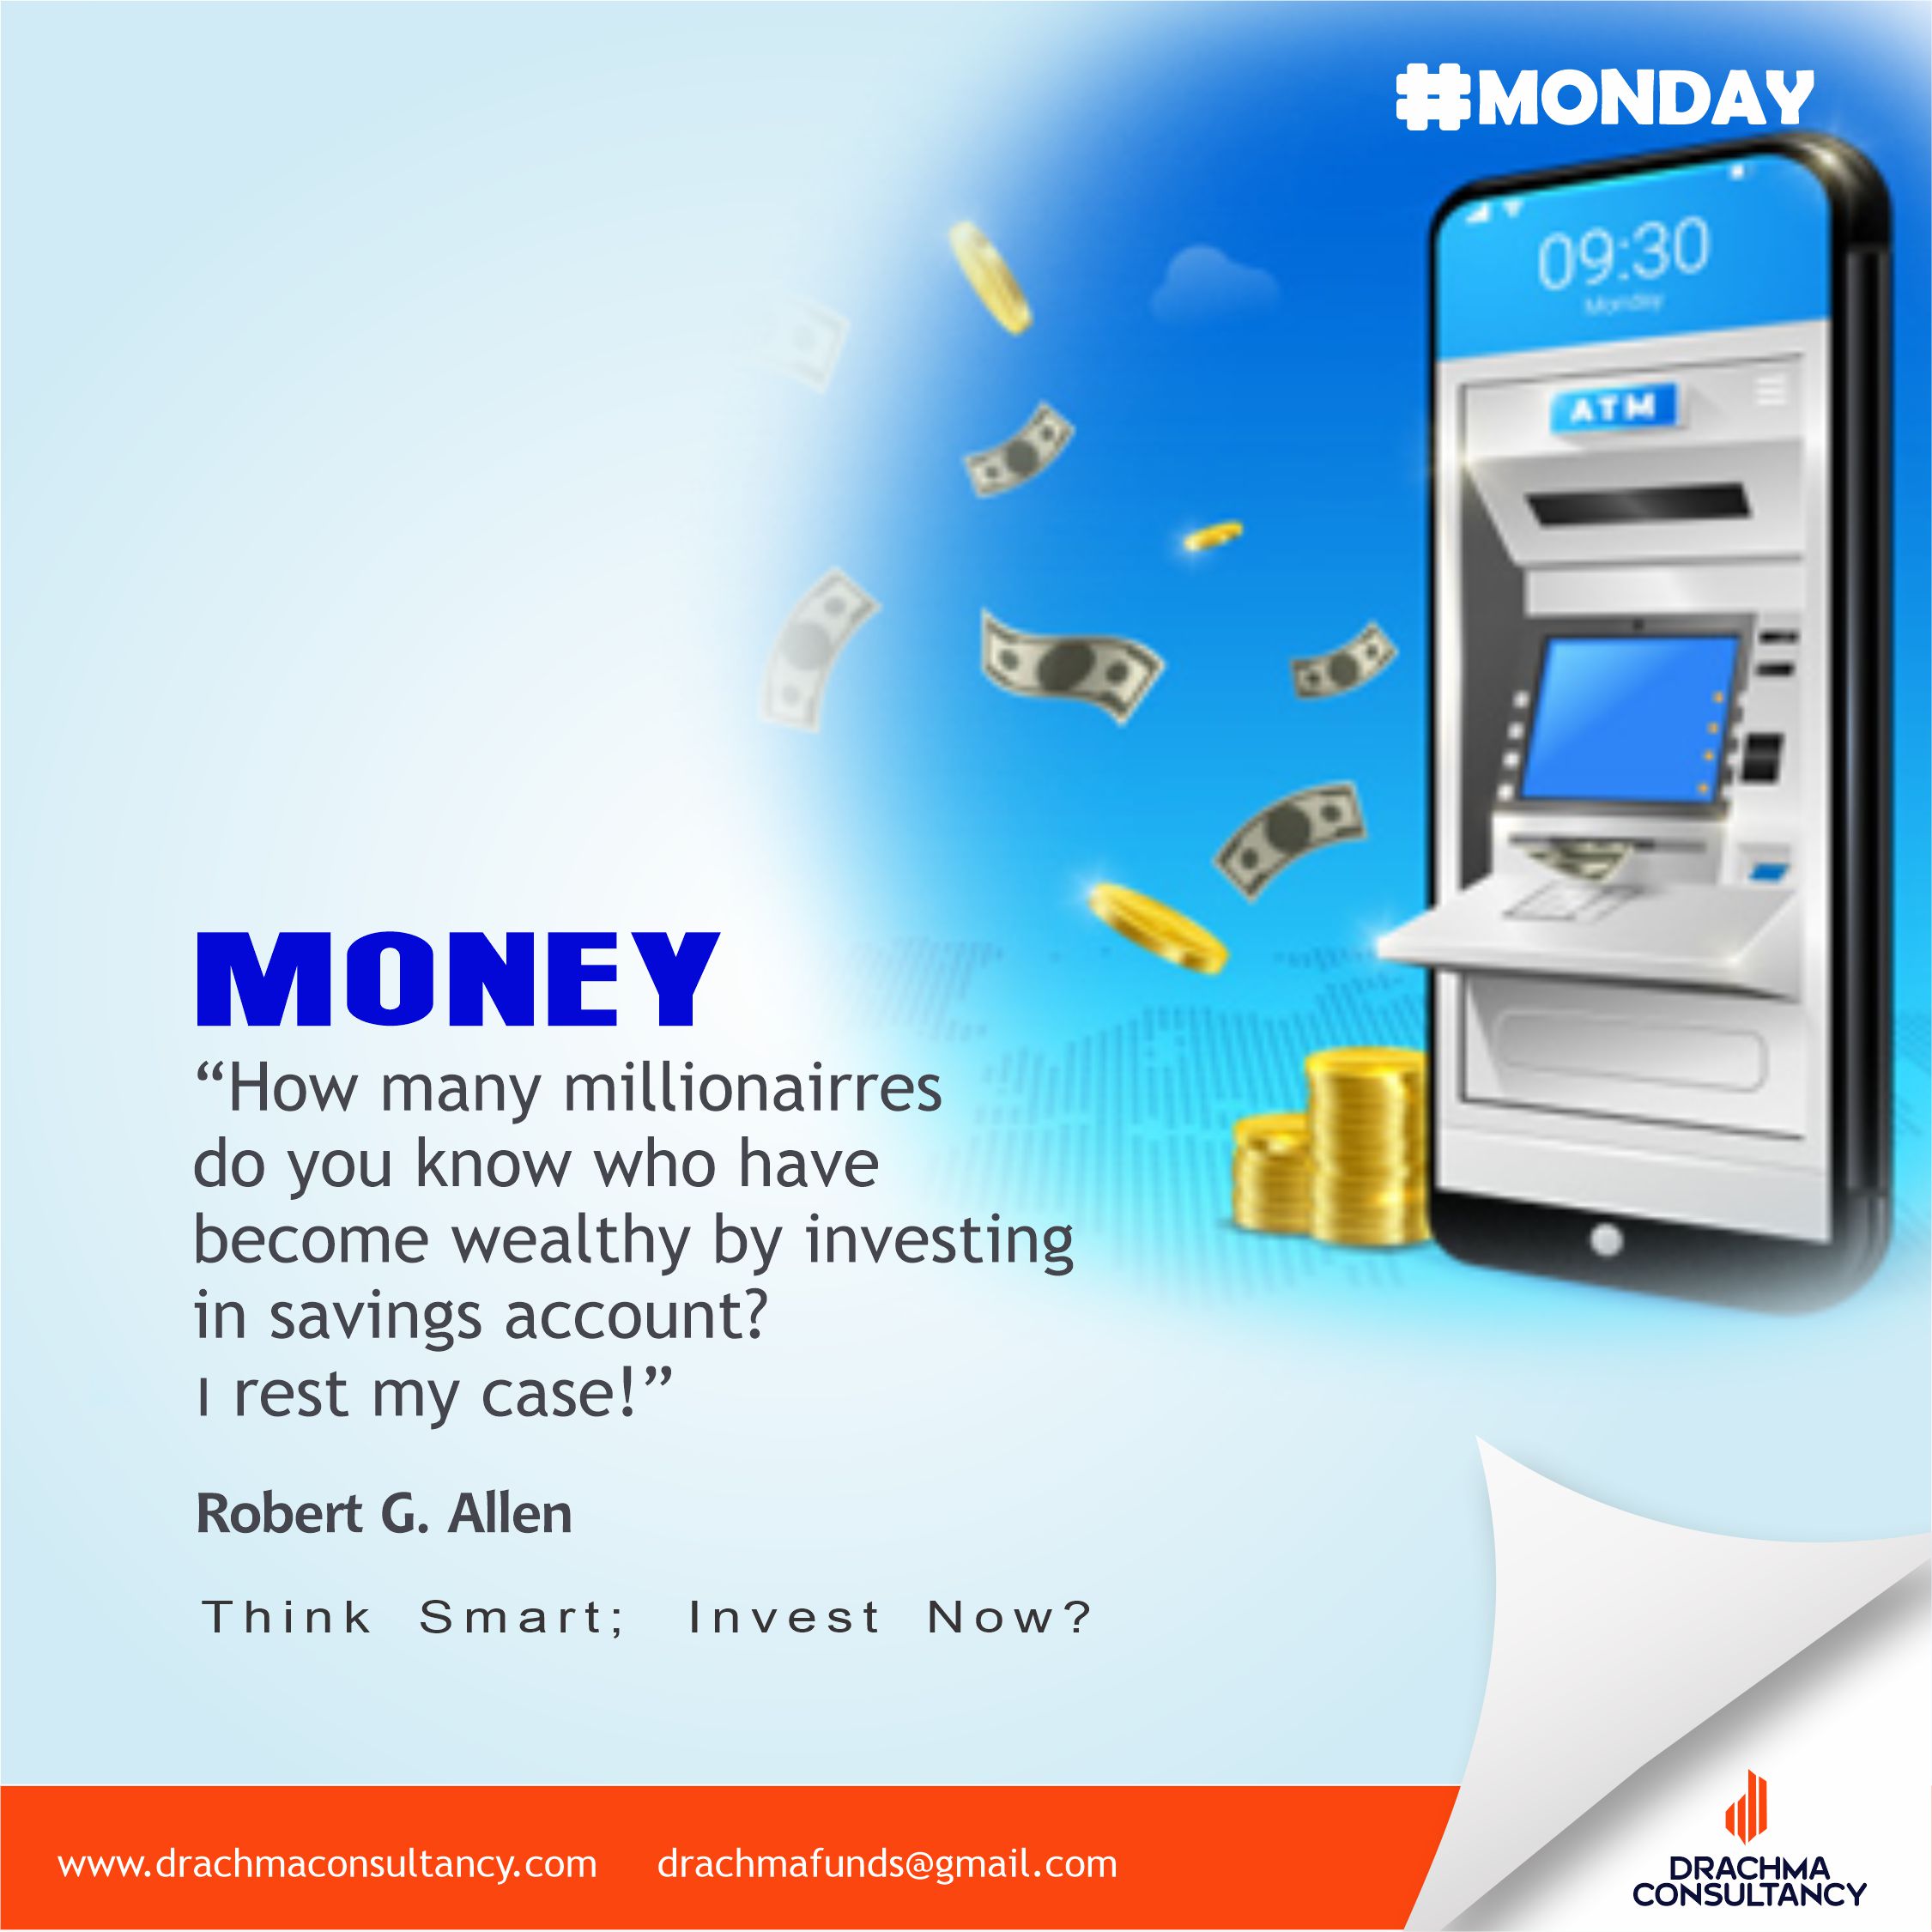 #MONDAY
09:30
Monday
ATM
MONEY
“How many millionairres
do you know who have
become wealthy by investing
in savings account?
I rest my case!”
Robert G. Allen
Think Smart; Invest Now?
www.drachmaconsultancy.com drachmafunds@gmail.com
DRACHMA
CONSULTANCY